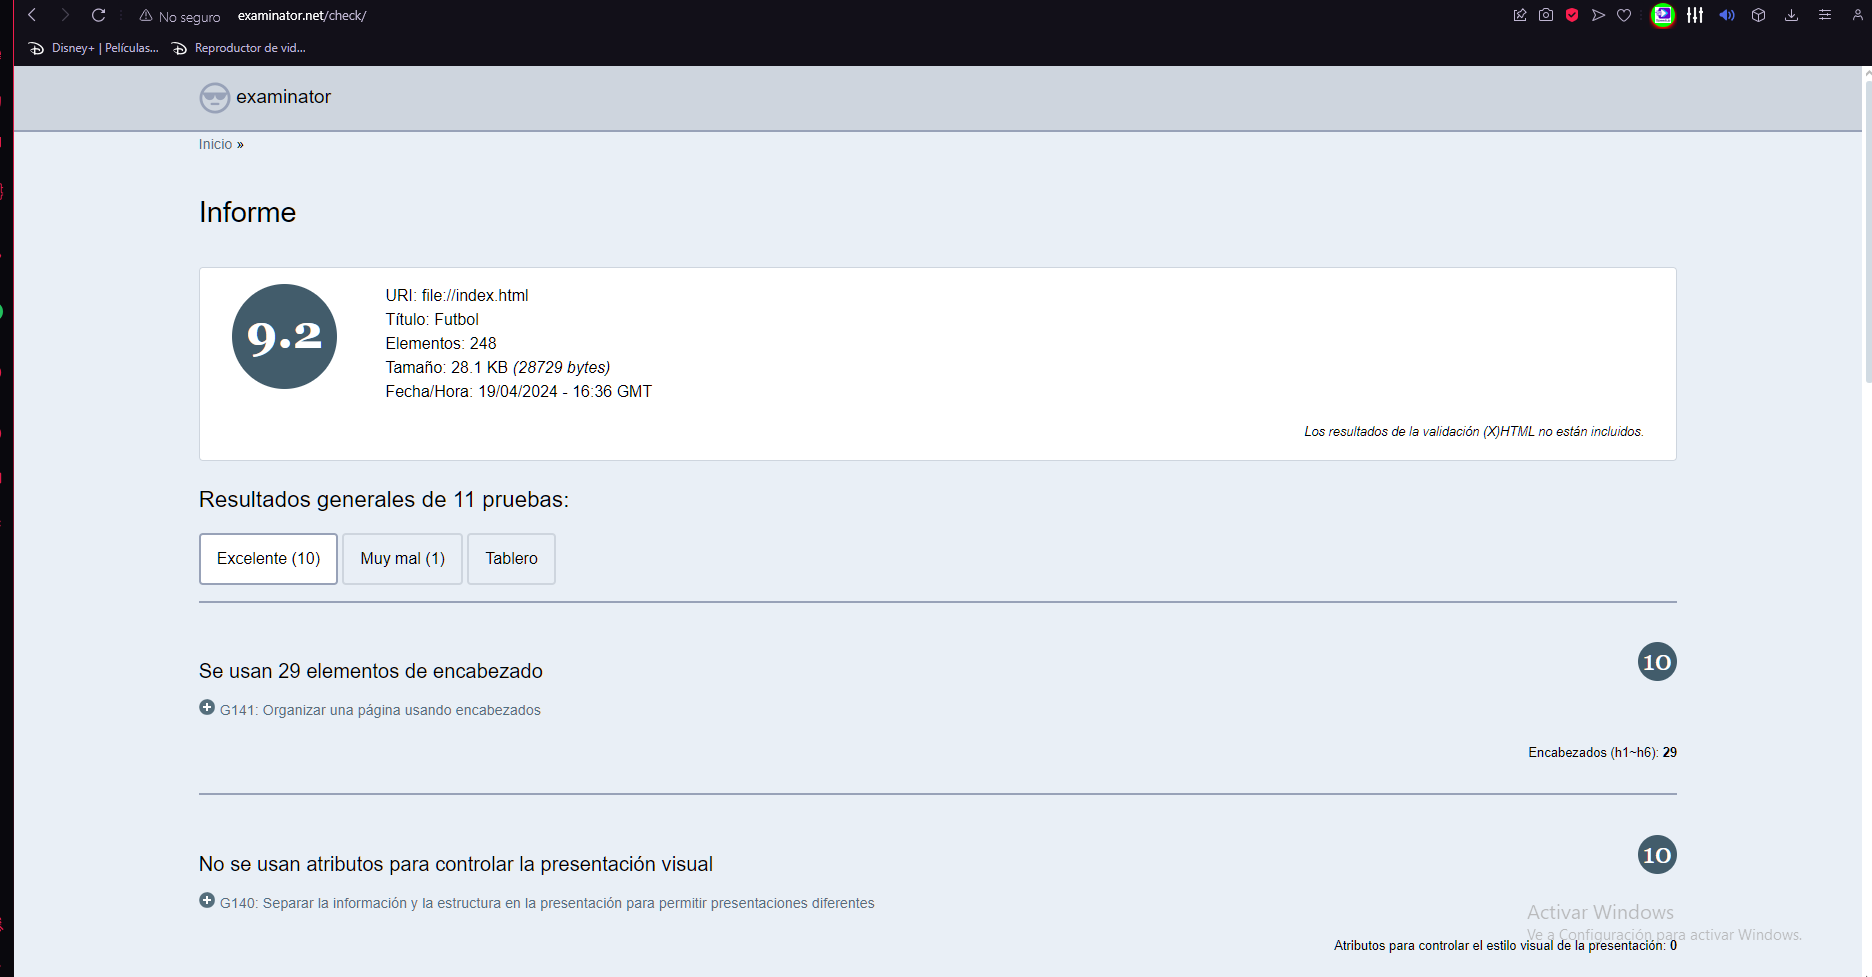 No seguro examinator.net/check/
Disney+ | Películas... Reproductor de vid...
examinator
Inicio »
Informe
9.2
URI: file://index.html
Título: Futbol
Elementos: 248
Tamaño: 28.1 KB (28729 bytes)
Fecha/Hora: 19/04/2024 - 16:36 GMT
Los resultados de la validación (X)HTML no están incluidos.
Resultados generales de 11 pruebas:
Excelente (10) Muy mal (1) Tablero
Se usan 29 elementos de encabezado 10
G141: Organizar una página usando encabezados
Encabezados (h1~h6): 29
No se usan atributos para controlar la presentación visual 10
G140: Separar la información y la estructura en la presentación para permitir presentaciones diferentes
Activar Windows
Ve a Configuración para activar Windows.
Atributos para controlar el estilo visual de la presentación: 0